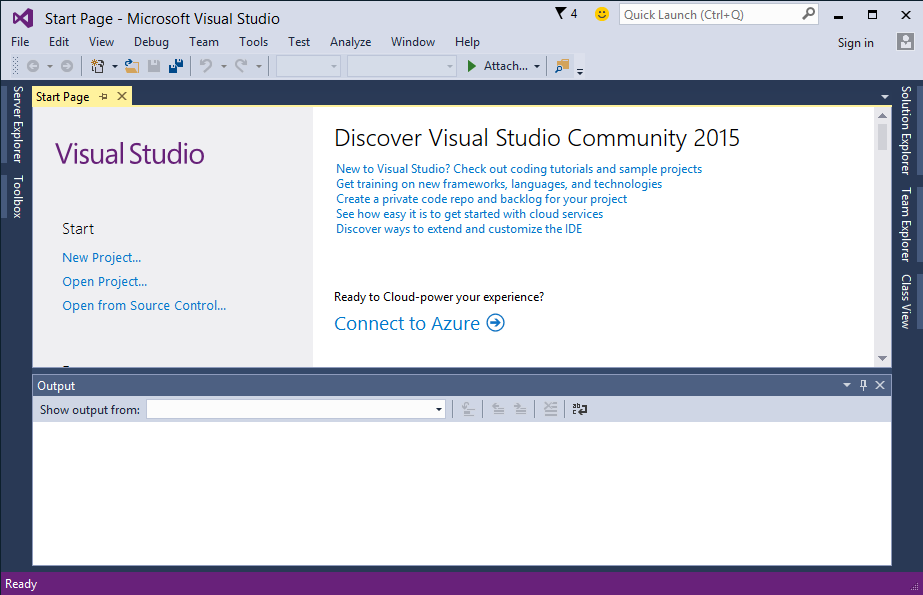 Start Page - Microsoft Visual Studio
4
Quick Launch (Ctrl+Q)
File Edit View Debug Team Tools Test Analyze Window Help
Sign in
Attach...
Server Explorer
Toolbox
Start Page
Visual Studio
Start
New Project...
Open Project...
Open from Source Control...
Discover Visual Studio Community 2015
New to Visual Studio? Check out coding tutorials and sample projects
Get training on new frameworks, languages, and technologies
Create a private code repo and backlog for your project
See how easy it is to get started with cloud services
Discover ways to extend and customize the IDE
Ready to Cloud-power your experience?
Connect to Azure
Solution Explorer
Team Explorer
Class View
Output
Show output from:
Ready